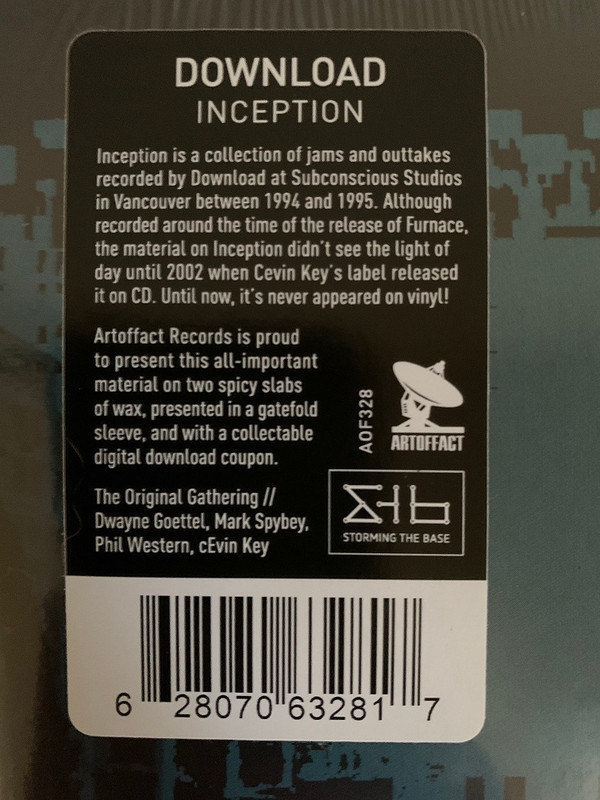 DOWNLOAD
INCEPTION
Inception is a collection of jams and outtakes
recorded by Download at Subconscious Studios
in Vancouver between 1994 and 1995. Although
recorded around the time of the release of Furnace,
the material on Inception didn't see the light of
day until 2002 when Cevin Key's label released
it on CD. Until now, it's never appeared on vinyl!
Artoffact Records is proud
to present this all-important
material on two spicy slabs
of wax, presented in a gatefold
sleeve, and with a collectable
digital download coupon.
The Original Gathering //
Dwayne Goettel, Mark Spybey,
Phil Western, cEvin Key
AOF328
ARTOFFACT
STORMING THE BASE
6 28070 63281 7